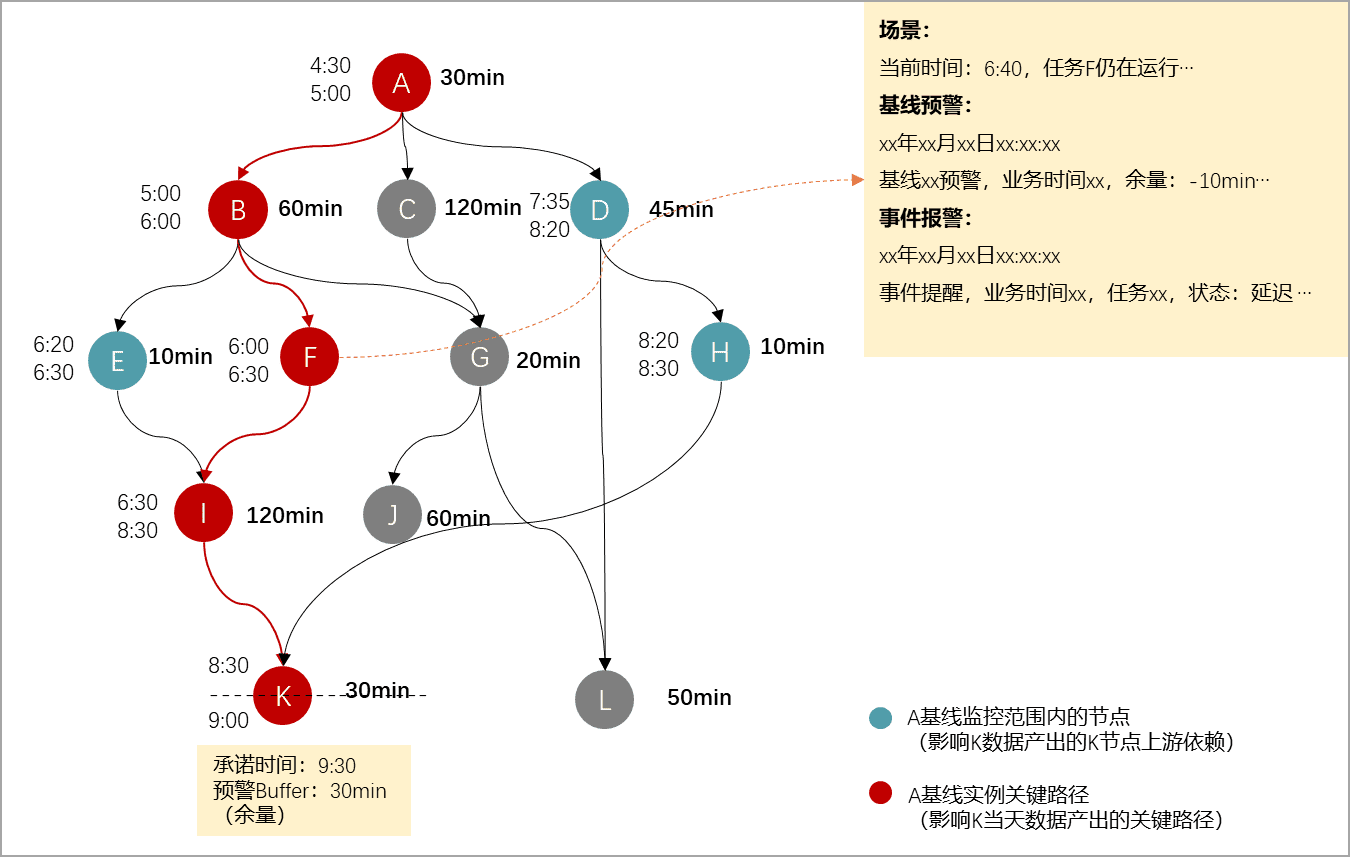 4:30
5:00
A
30min
5:00
6:00
B
60min
C
120min
7:35
8:20
D
45min
6:20
6:30
E
10min
6:00
6:30
F
G
20min
8:20
8:30
H
10min
6:30
8:30
I
120min
J
60min
8:30
9:00
K
30min
L
50min
承诺时间：9:30
预警Buffer：30min
（余量）
场景：
当前时间：6:40，任务F仍在运行…
基线预警：
xx年xx月xx日xx:xx:xx
基线xx预警，业务时间xx，余量：-10min…
事件报警：
xx年xx月xx日xx:xx:xx
事件提醒，业务时间xx，任务xx，状态：延迟…
A基线监控范围内的节点
（影响K数据产出的K节点上游依赖）
A基线实例关键路径
（影响K当天数据产出的关键路径）